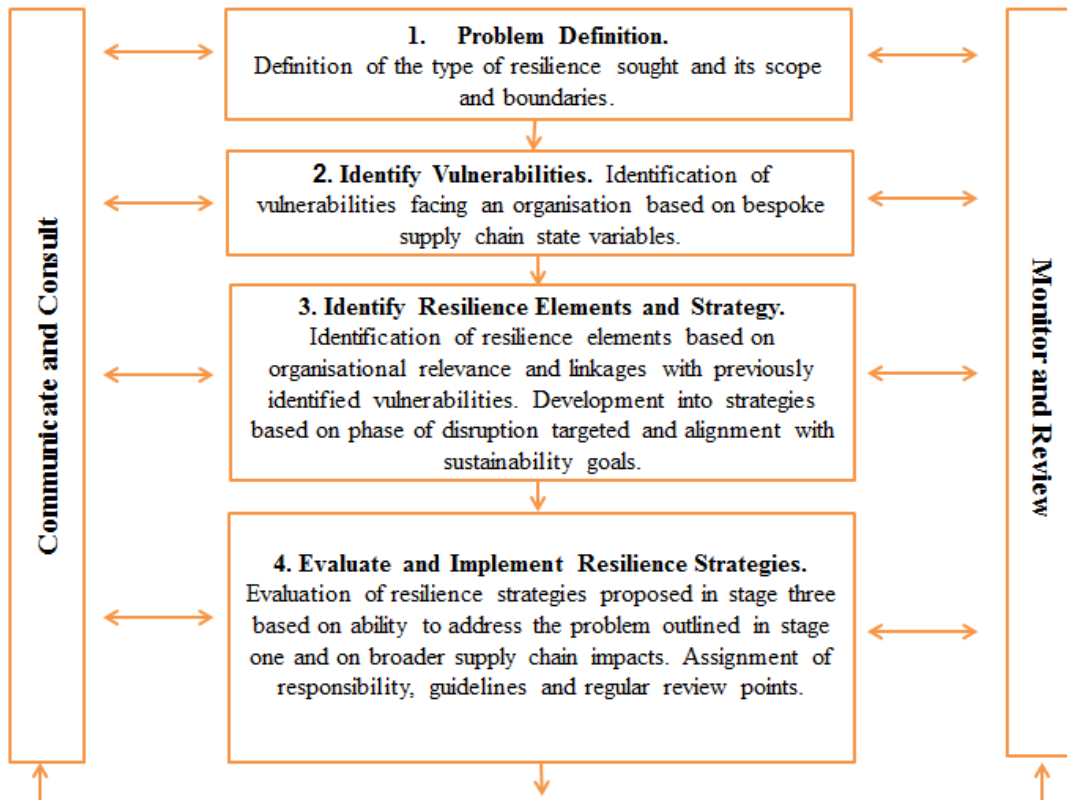 Communicate and Consult
1. Problem Definition.
Definition of the type of resilience sought and its scope
and boundaries.
2. Identify Vulnerabilities. Identification of
vulnerabilities facing an organisation based on bespoke
supply chain state variables.
3. Identify Resilience Elements and Strategy.
Identification of resilience elements based on
organisational relevance and linkages with previously
identified vulnerabilities. Development into strategies
based on phase of disruption targeted and alignment with
sustainability goals.
4. Evaluate and Implement Resilience Strategies.
Evaluation of resilience strategies proposed in stage three
based on ability to address the problem outlined in stage
one and on broader supply chain impacts. Assignment of
responsibility, guidelines and regular review points.
Monitor and Review